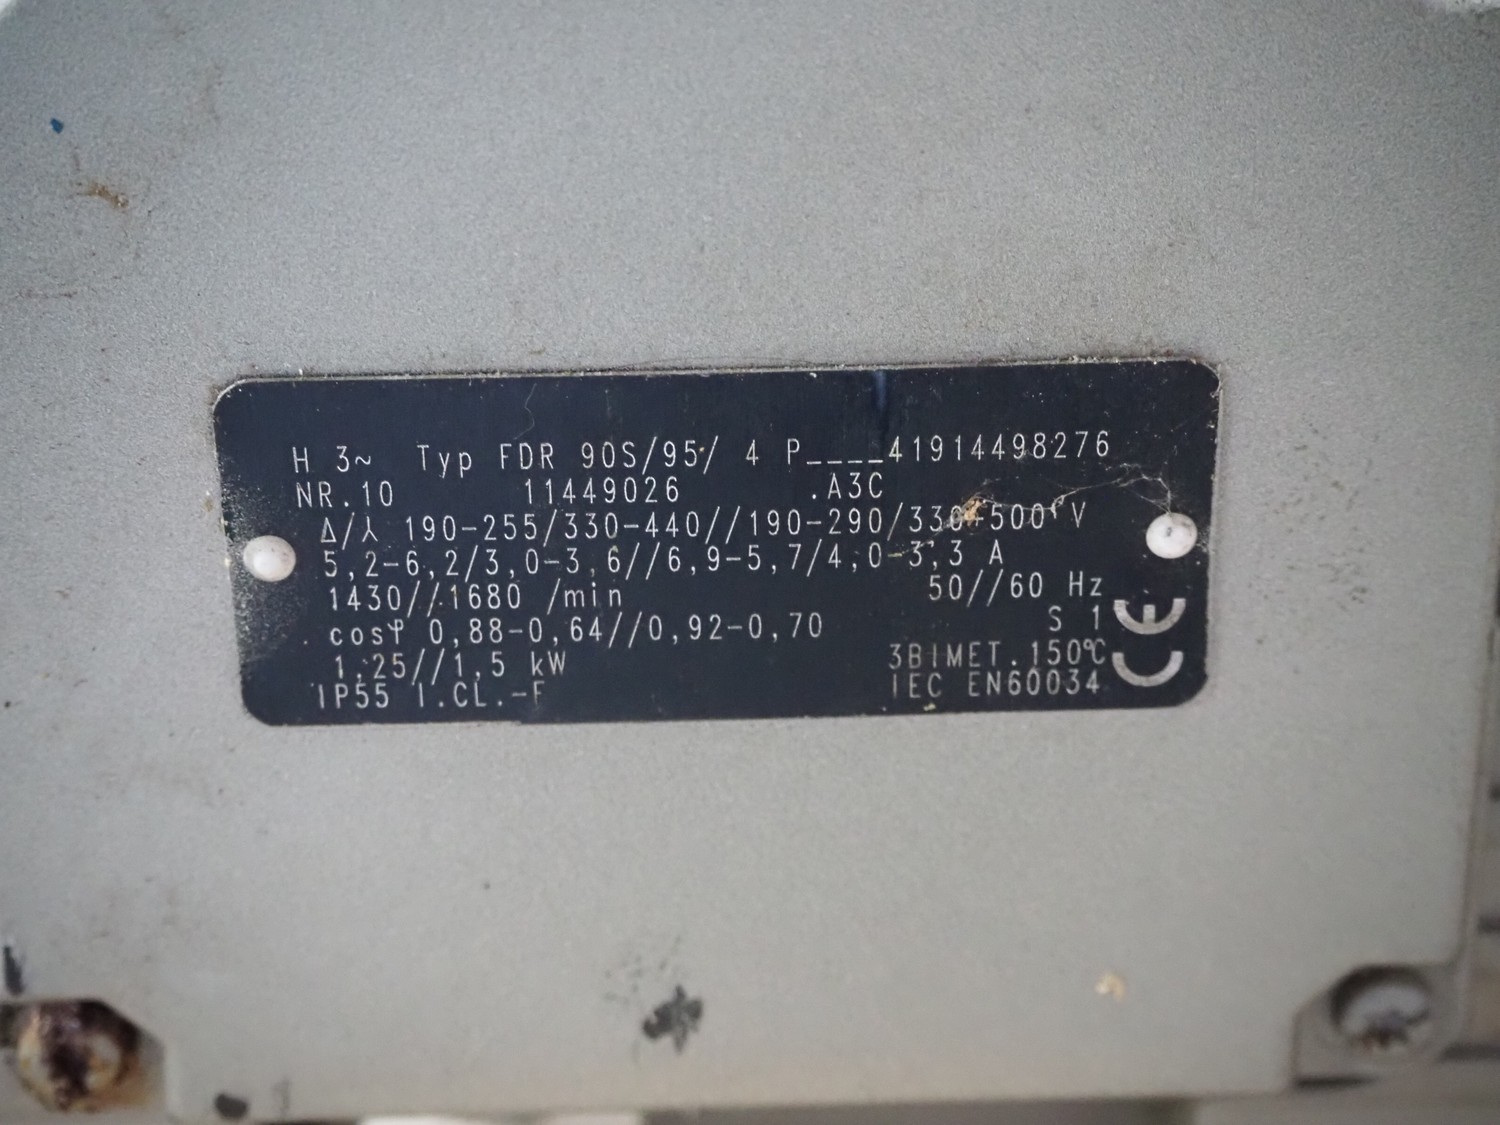 H 3~ Typ FDR 90S/95/ 4 P____41914498276
NR.10 11449026 .A3C
Δ/⅄ 190-255/330-440//190-290/330-500 V
5,2-6,2/3,0-3,6//6,9-5,7/4,0-3,3 A
1430//1680 /min 50//60 Hz
cosφ 0,88-0,64//0,92-0,70 S 1
1,25//1,5 kW 3BIMET.150°C
IP55 I.CL.-F IEC EN60034
CE